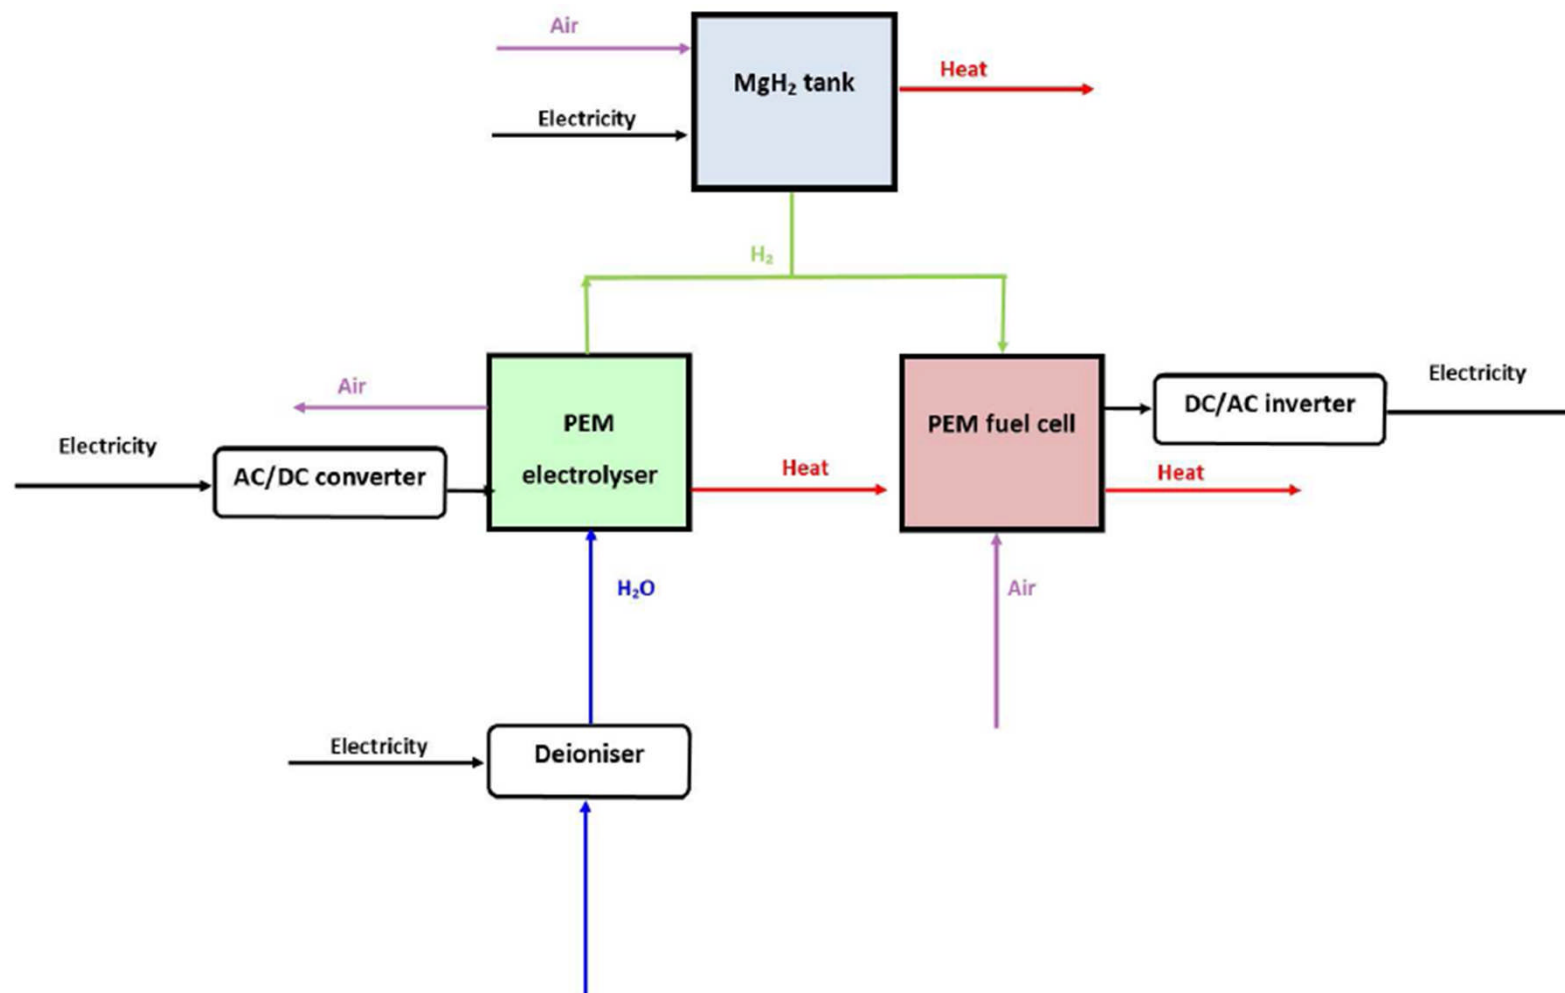 Air
MgH₂ tank
Heat
Electricity
H₂
Air
PEM
electrolyser
Electricity
AC/DC converter
Heat
PEM fuel cell
DC/AC inverter
Electricity
Heat
H₂O
Air
Electricity
Deioniser